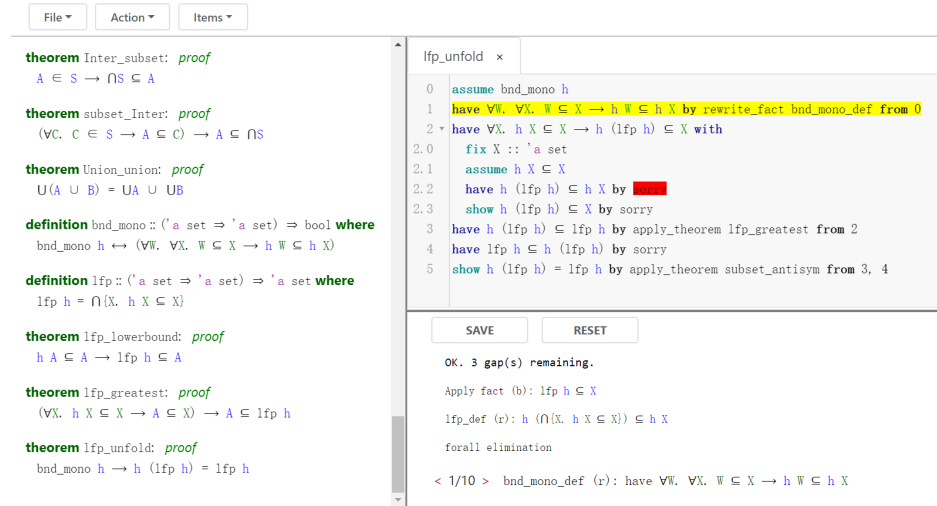 File Action Items
theorem Inter_subset: proof
A ∈ S ⟶ ⋂S ⊆ A
theorem subset_Inter: proof
(∀C. C ∈ S ⟶ A ⊆ C) ⟶ A ⊆ ⋂S
theorem Union_union: proof
⋃(A ∪ B) = ⋃A ∪ ⋃B
definition bnd_mono :: ('a set ⇒ 'a set) ⇒ bool where
bnd_mono h ⟷ (∀W. ∀X. W ⊆ X ⟶ h W ⊆ h X)
definition lfp :: ('a set ⇒ 'a set) ⇒ 'a set where
lfp h = ⋂{X. h X ⊆ X}
theorem lfp_lowerbound: proof
h A ⊆ A ⟶ lfp h ⊆ A
theorem lfp_greatest: proof
(∀X. h X ⊆ X ⟶ A ⊆ X) ⟶ A ⊆ lfp h
theorem lfp_unfold: proof
bnd_mono h ⟶ h (lfp h) = lfp h
lfp_unfold ×
0 assume bnd_mono h
1 have ∀W. ∀X. W ⊆ X ⟶ h W ⊆ h X by rewrite_fact bnd_mono_def from 0
2 have ∀X. h X ⊆ X ⟶ h (lfp h) ⊆ X with
2.0 fix X :: 'a set
2.1 assume h X ⊆ X
2.2 have h (lfp h) ⊆ h X by sorry
2.3 show h (lfp h) ⊆ X by sorry
3 have h (lfp h) ⊆ lfp h by apply_theorem lfp_greatest from 2
4 have lfp h ⊆ h (lfp h) by sorry
5 show h (lfp h) = lfp h by apply_theorem subset_antisym from 3, 4
SAVE RESET
OK. 3 gap(s) remaining.
Apply fact (b): lfp h ⊆ X
lfp_def (r): h (⋂{X. h X ⊆ X}) ⊆ h X
forall elimination
< 1/10 > bnd_mono_def (r): have ∀W. ∀X. W ⊆ X ⟶ h W ⊆ h X